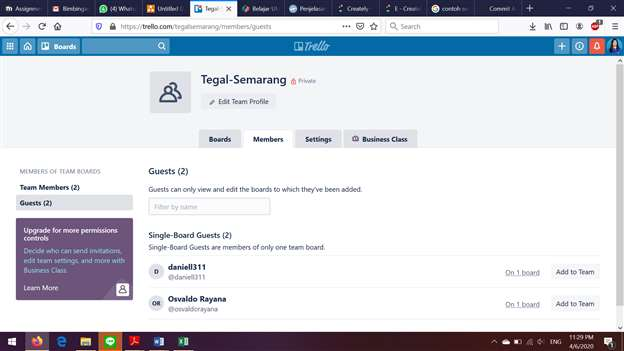 Assignmen
Bimbingan
(4) Whats
Untitled D
Tegal-S
Belajar UI
Penjelasan
Creately
E - Createl
contoh se
Commit A
https://trello.com/tegalsemarang/members/guests
Search
Boards
Trello
Tegal-Semarang
Private
Edit Team Profile
Boards
Members
Settings
Business Class
MEMBERS OF TEAM BOARDS
Team Members (2)
Guests (2)
Upgrade for more permissions
controls
Decide who can send invitations,
edit team settings, and more with
Business Class.
Learn More
Guests (2)
Guests can only view and edit the boards to which they've been added.
Filter by name
Single-Board Guests (2)
Single-Board Guests are members of only one team board.
D
daniell311
@daniell311
On 1 board
Add to Team
OR
Osvaldo Rayana
@osvaldorayana
On 1 board
Add to Team
ENG
11:29 PM
4/6/2020